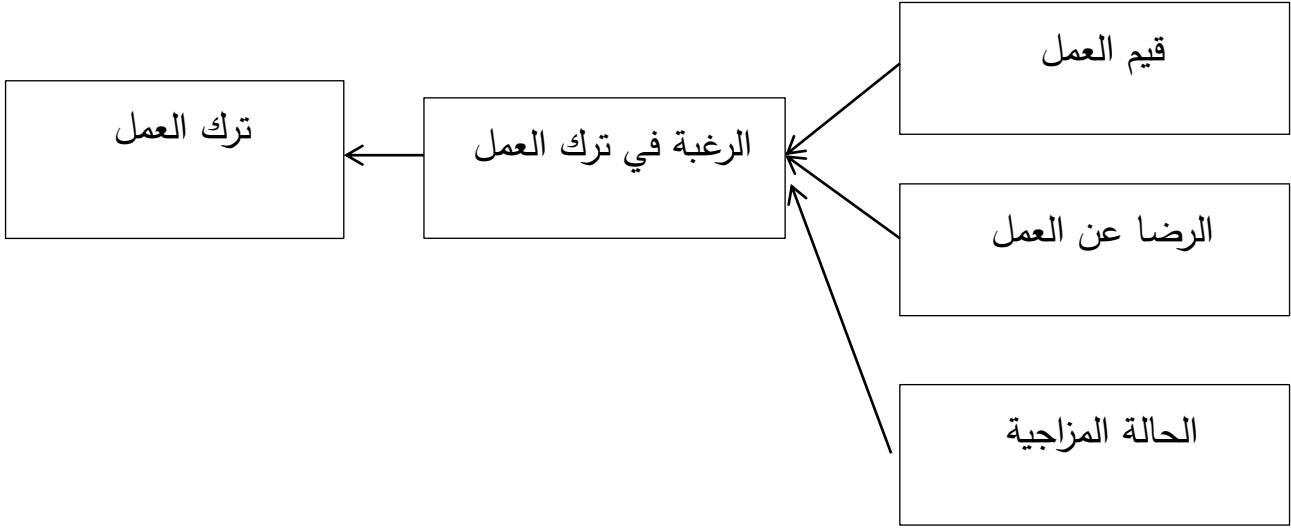 قيم العمل
الرضا عن العمل
الحالة المزاجية
الرغبة في ترك العمل
ترك العمل